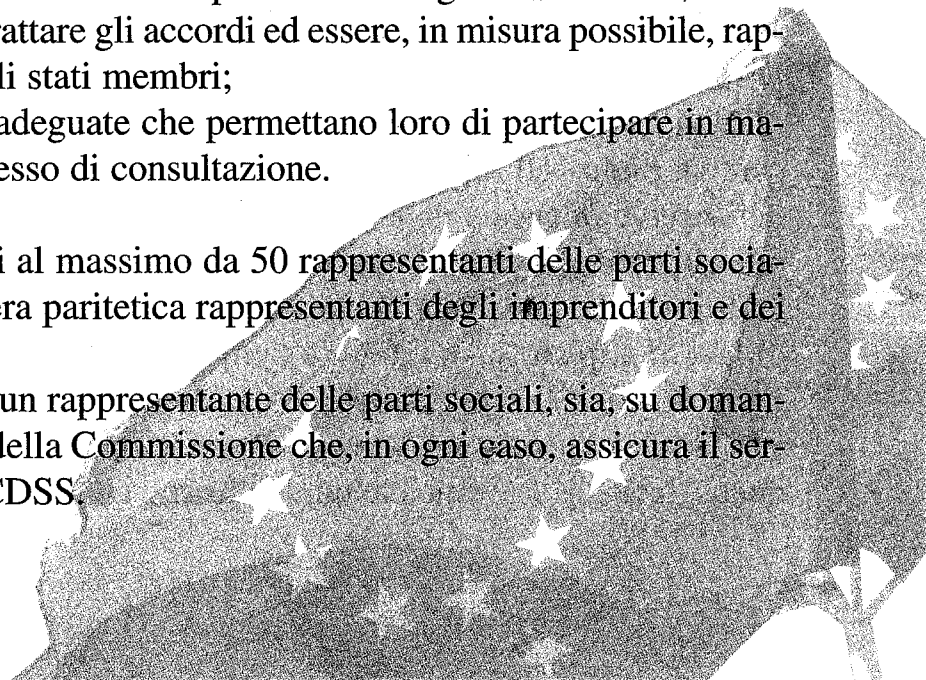 rattare gli accordi ed essere, in misura possibile, rap-
li stati membri;
adeguate che permettano loro di partecipare in ma-
esso di consultazione.
i al massimo da 50 rappresentanti delle parti socia-
era paritetica rappresentanti degli imprenditori e dei
un rappresentante delle parti sociali, sia, su doman-
della Commissione che, in ogni caso, assicura il ser-
CDSS.